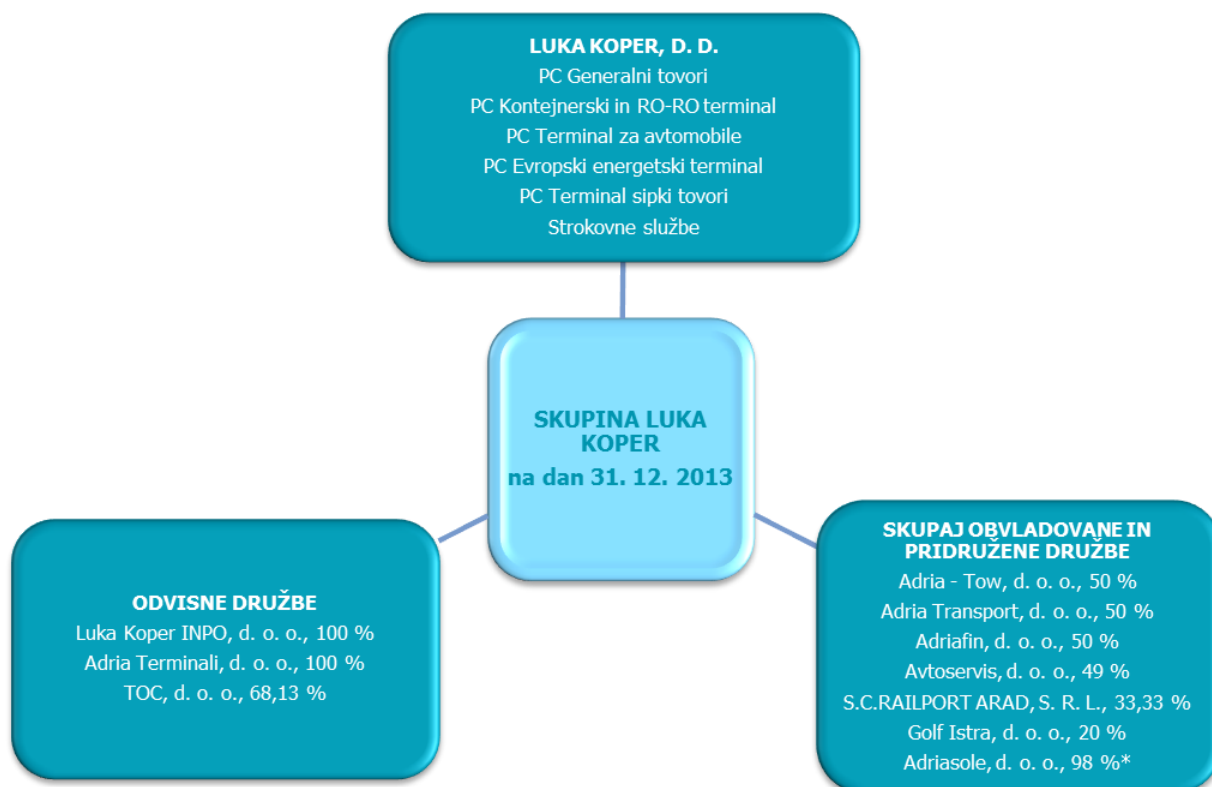 LUKA KOPER, D. D.
PC Generalni tovori
PC Kontejnerski in RO-RO terminal
PC Terminal za avtomobile
PC Evropski energetski terminal
PC Terminal sipki tovori
Strokovne službe
SKUPINA LUKA
KOPER
na dan 31. 12. 2013
ODVISNE DRUŽBE
Luka Koper INPO, d. o. o., 100 %
Adria Terminali, d. o. o., 100 %
TOC, d. o. o., 68,13 %
SKUPAJ OBVLADOVANE IN
PRIDRUŽENE DRUŽBE
Adria - Tow, d. o. o., 50 %
Adria Transport, d. o. o., 50 %
Adriafin, d. o. o., 50 %
Avtoservis, d. o. o., 49 %
S.C.RAILPORT ARAD, S. R. L., 33,33 %
Golf Istra, d. o. o., 20 %
Adriasole, d. o. o., 98 %*